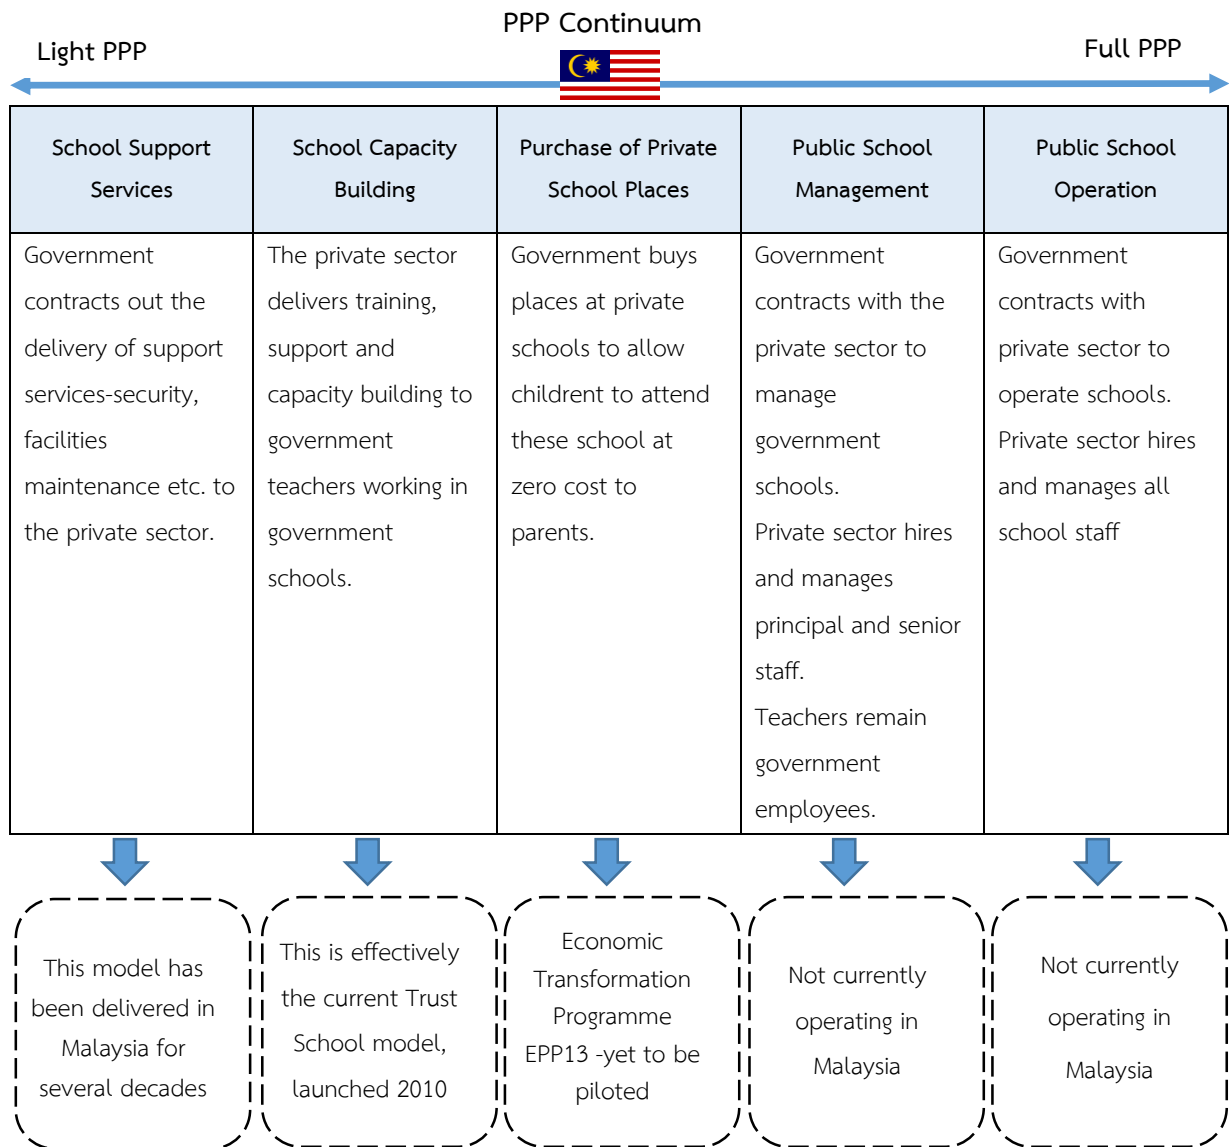 PPP Continuum
Light PPP
Full PPP
School Support
Services
School Capacity
Building
Purchase of Private
School Places
Public School
Management
Public School
Operation
Government
contracts out the
delivery of support
services-security,
facilities
maintenance etc. to
the private sector.
The private sector
delivers training,
support and
capacity building to
government
teachers working in
government
schools.
Government buys
places at private
schools to allow
childrent to attend
these school at
zero cost to
parents.
Government
contracts with the
private sector to
manage
government
schools.
Private sector hires
and manages
principal and senior
staff.
Teachers remain
government
employees.
Government
contracts with
private sector to
operate schools.
Private sector hires
and manages all
school staff
This model has
been delivered in
Malaysia for
several decades
This is effectively
the current Trust
School model,
launched 2010
Economic
Transformation
Programme
EPP13 -yet to be
piloted
Not currently
operating in
Malaysia
Not currently
operating in
Malaysia